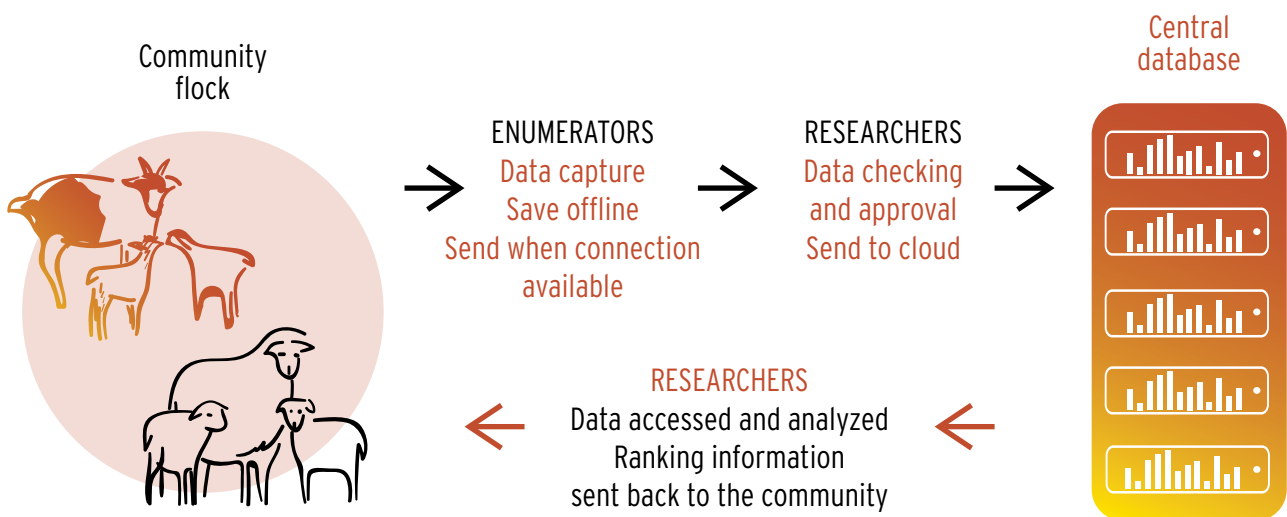 Community
flock
ENUMERATORS
Data capture
Save offline
Send when connection
available
RESEARCHERS
Data checking
and approval
Send to cloud
Central
database
RESEARCHERS
Data accessed and analyzed
Ranking information
sent back to the community